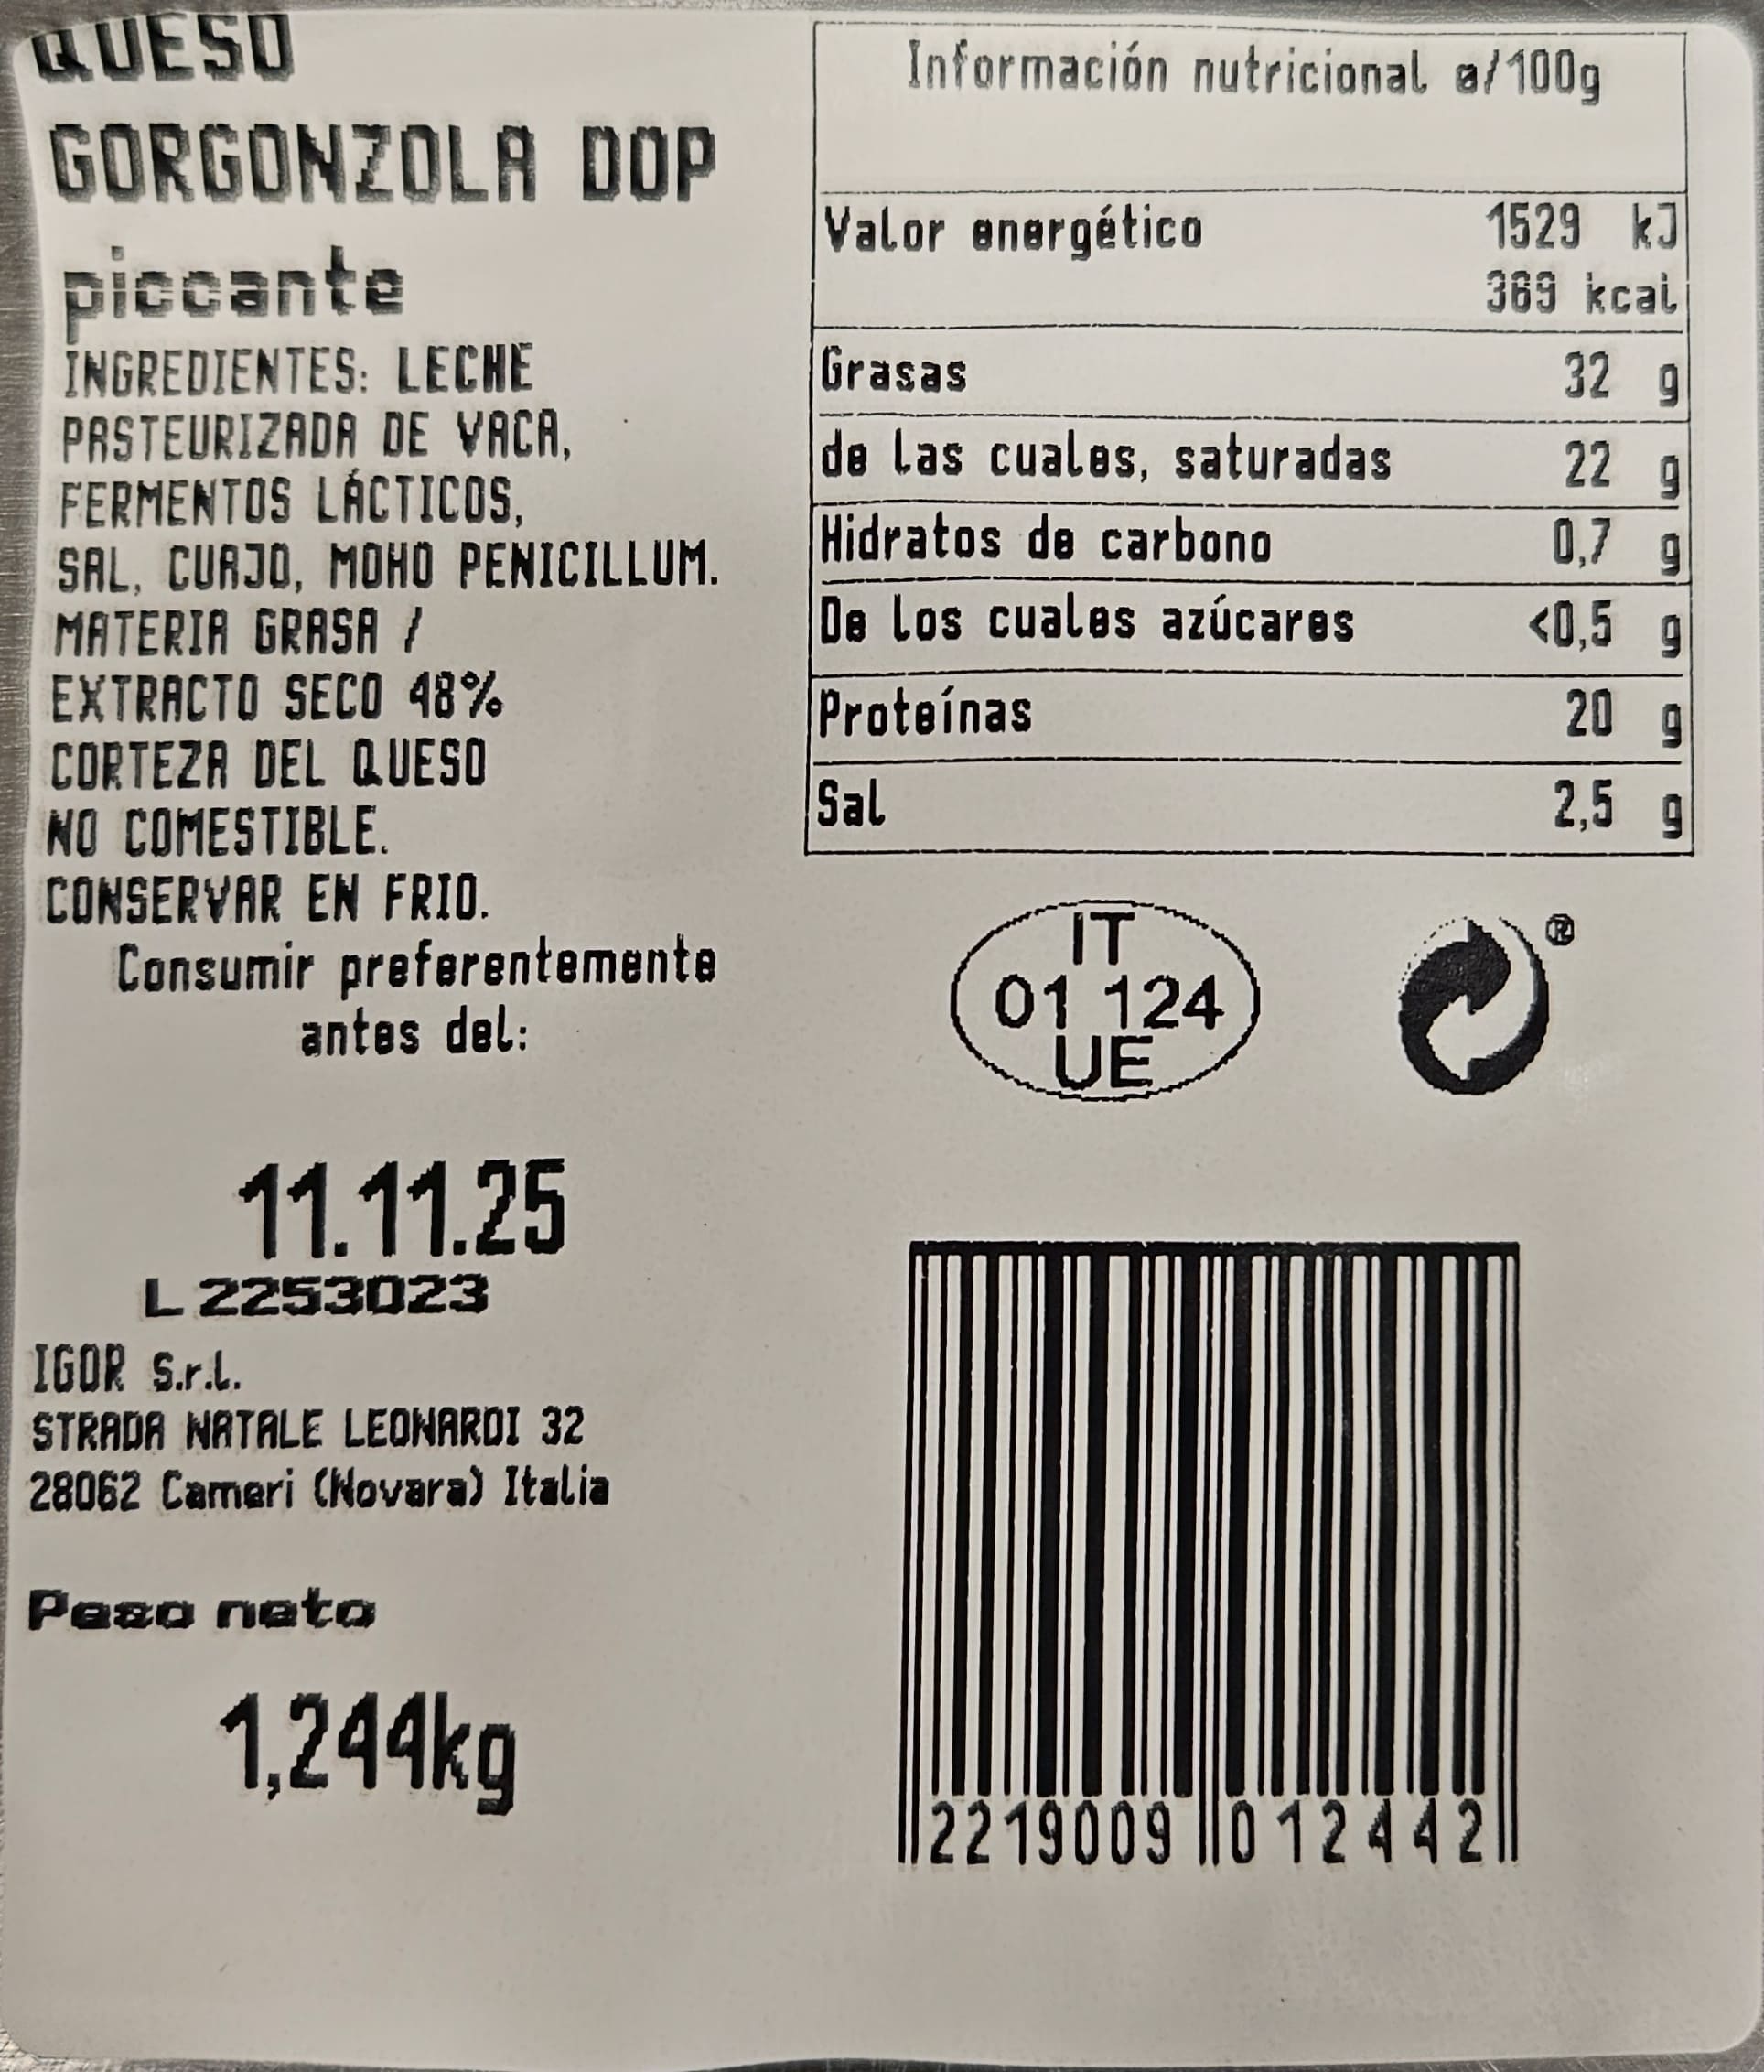 QUESO
GORGONZOLA DOP
piccante
INGREDIENTES: LECHE
PASTEURIZADA DE VACA,
FERMENTOS LÁCTICOS,
SAL, CUAJO, MOHO PENICILLUM.
MATERIA GRASA /
EXTRACTO SECO 48%
CORTEZA DEL QUESO
NO COMESTIBLE.
CONSERVAR EN FRIO.
Consumir preferentemente
antes del:
11.11.25
L 2253023
IGOR S.r.l.
STRADA NATALE LEONARDI 32
28062 Cameri (Novara) Italia
Peso neto
1,244kg
Información nutricional ø/100g
Valor energético 1529 kJ
369 kcal
Grasas 32 g
de las cuales, saturadas 22 g
Hidratos de carbono 0,7 g
De los cuales azúcares <0,5 g
Proteínas 20 g
Sal 2,5 g
IT
01 124
UE
®
2219009 012442